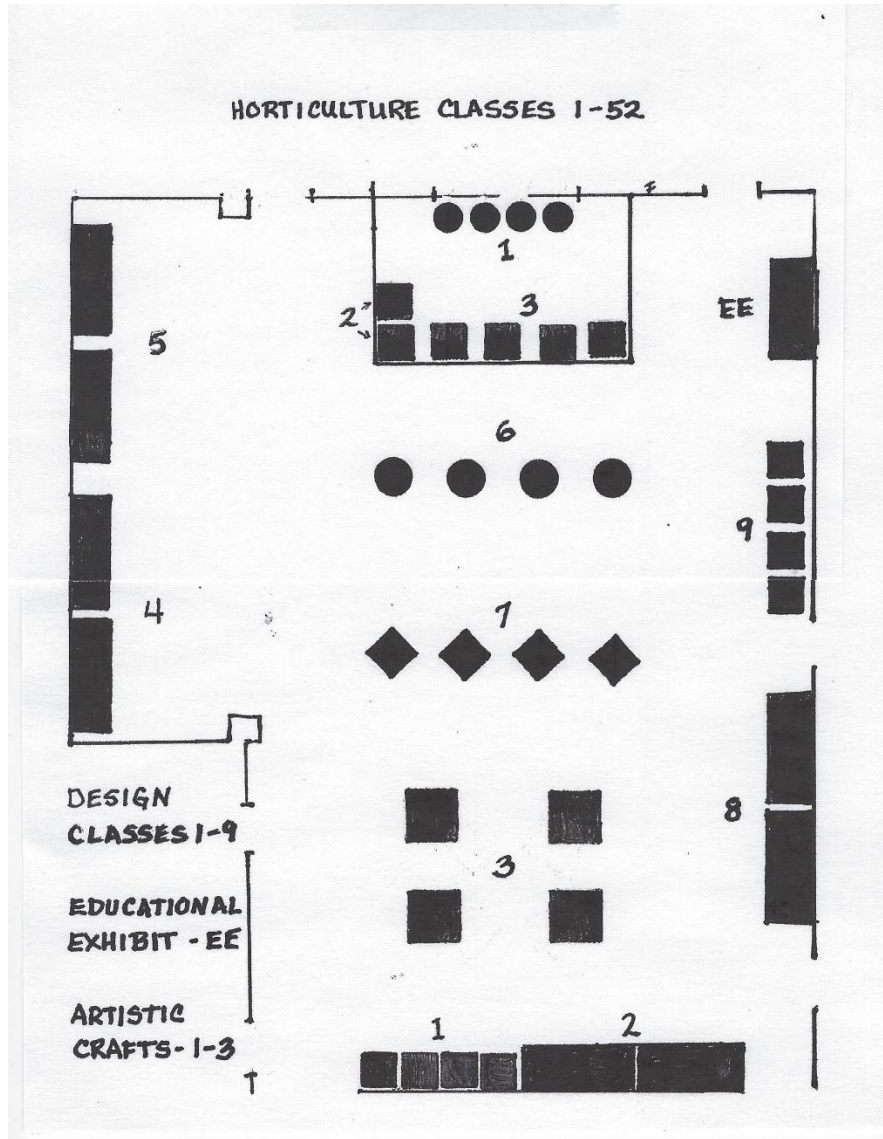 HORTICULTURE CLASSES 1-52
1
EE
3
2
5
6
9
7
4
DESIGN
CLASSES 1-9
8
3
EDUCATIONAL
EXHIBIT - EE
ARTISTIC
CRAFTS - 1-3
1
2